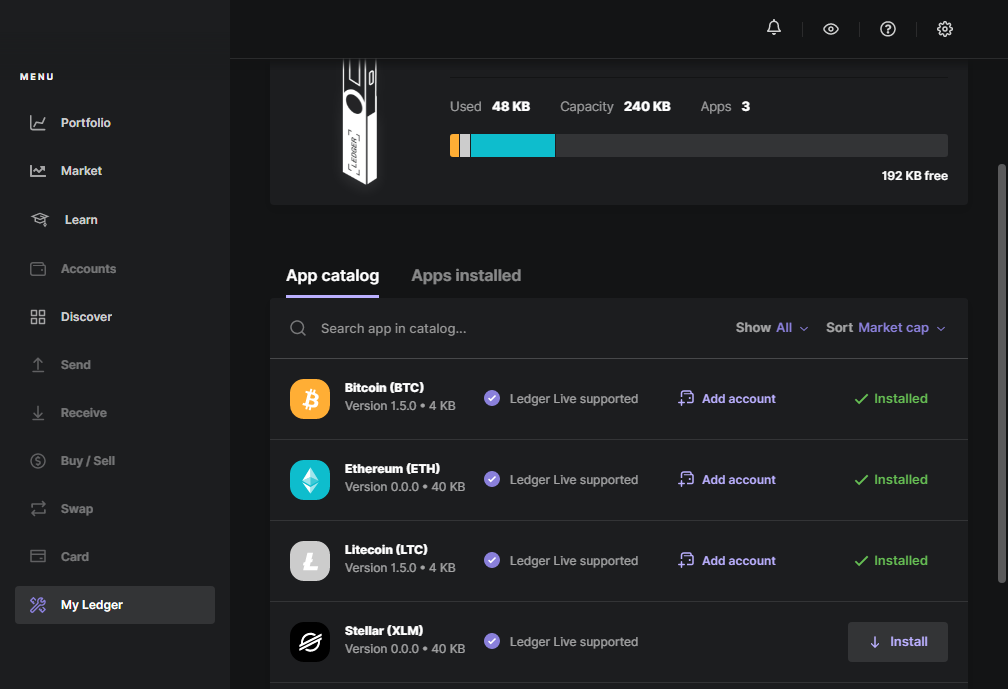 MENU
Portfolio
Market
Learn
Accounts
Discover
Send
Receive
Buy / Sell
Swap
Card
My Ledger
LEDGER
Used 48 KB Capacity 240 KB Apps 3
192 KB free
App catalog Apps installed
Search app in catalog... Show All Sort Market cap
Bitcoin (BTC)
Version 1.5.0 • 4 KB Ledger Live supported Add account Installed
Ethereum (ETH)
Version 0.0.0 • 40 KB Ledger Live supported Add account Installed
Litecoin (LTC)
Version 1.5.0 • 4 KB Ledger Live supported Add account Installed
Stellar (XLM)
Version 0.0.0 • 40 KB Ledger Live supported Install